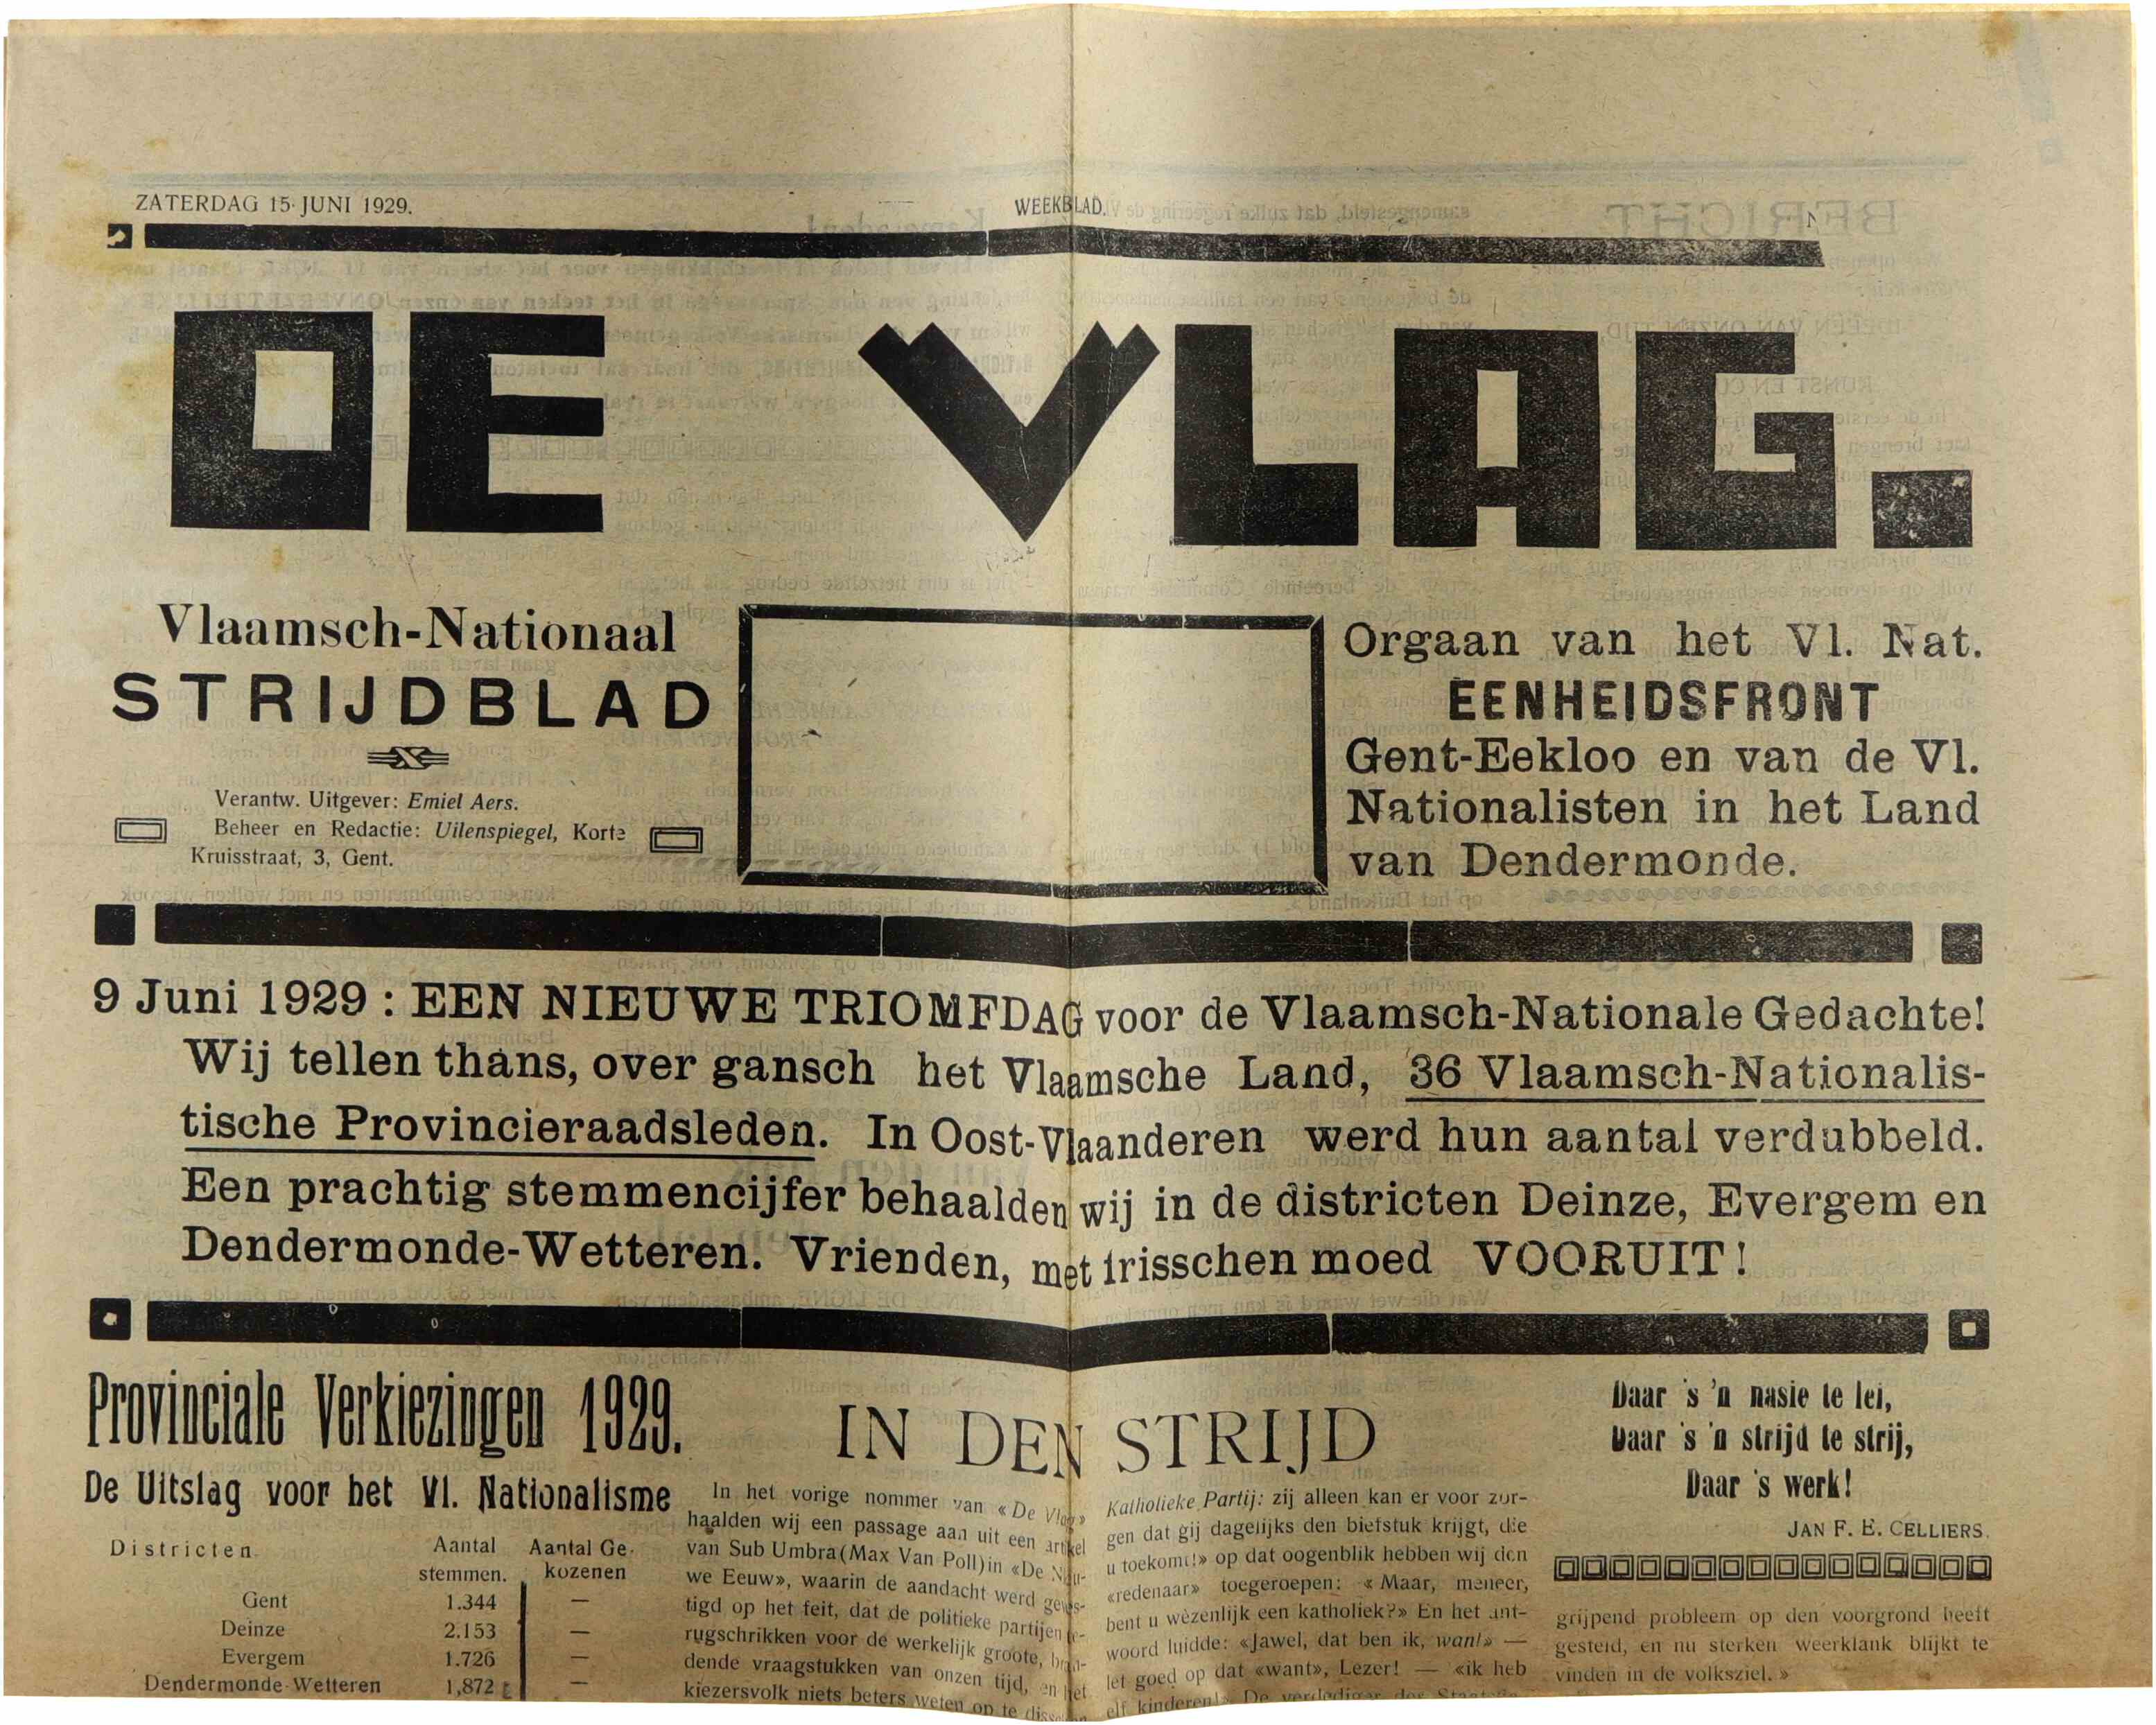 ZATERDAG 15 JUNI 1929.
WEEKBLAD.
DE VLAG.
Vlaamsch-Nationaal
STRIJDBLAD
Verantw. Uitgever: Emiel Aers.
Beheer en Redactie: Uilenspiegel, Korte
Kruisstraat, 3, Gent.
Orgaan van het Vl. Nat.
EENHEIDSFRONT
Gent-Eekloo en van de Vl.
Nationalisten in het Land
van Dendermonde.
9 Juni 1929 : EEN NIEUWE TRIOMFDAG voor de Vlaamsch-Nationale Gedachte!
Wij tellen thans, over gansch het Vlaamsche Land, 36 Vlaamsch-Nationalis-
tische Provincieraadsleden. In Oost-Vlaanderen werd hun aantal verdubbeld.
Een prachtig stemmencijfer behaalden wij in de districten Deinze, Evergem en
Dendermonde-Wetteren. Vrienden, met frisschen moed VOORUIT!
Provinciale Verkiezingen 1929.
De Uitslag voor het Vl. Nationalisme
Districten Aantal stemmen. Aantal Ge-
kozenen
Gent 1.344 —
Deinze 2.153 —
Evergem 1.726 —
Dendermonde-Wetteren 1,872 —
IN DEN STRIJD
In het vorige nommer van «De Vlag»
haalden wij een passage aan uit een artikel
van Sub Umbra (Max Van Poll) in «De Nieu-
we Eeuw», waarin de aandacht werd geves-
tigd op het feit, dat de politieke partijen te-
rugschrikken voor de werkelijk groote, bran-
dende vraagstukken van onzen tijd, en het
kiezersvolk niets beters weten op te
Katholieke Partij: zij alleen kan er voor zor-
gen dat gij dagelijks den biefstuk krijgt, die
u toekomt!» op dat oogenblik hebben wij den
«redenaar» toegeroepen: «Maar, meneer,
bent u wèzenlijk een katholiek?» En het ant-
woord luidde: «Jawel, dat ben ik, want» —
let goed op dat «want», Lezer! — «ik heb
elf kinderen!» De verdediger der
Daar 's 'n nasie te lei,
Daar 's 'n strijd te strij,
Daar 's werk!
JAN F. E. CELLIERS.
grijpend probleem op den voorgrond heeft
gesteld, en nu sterken weerklank blijkt te
vinden in de volksziel.»